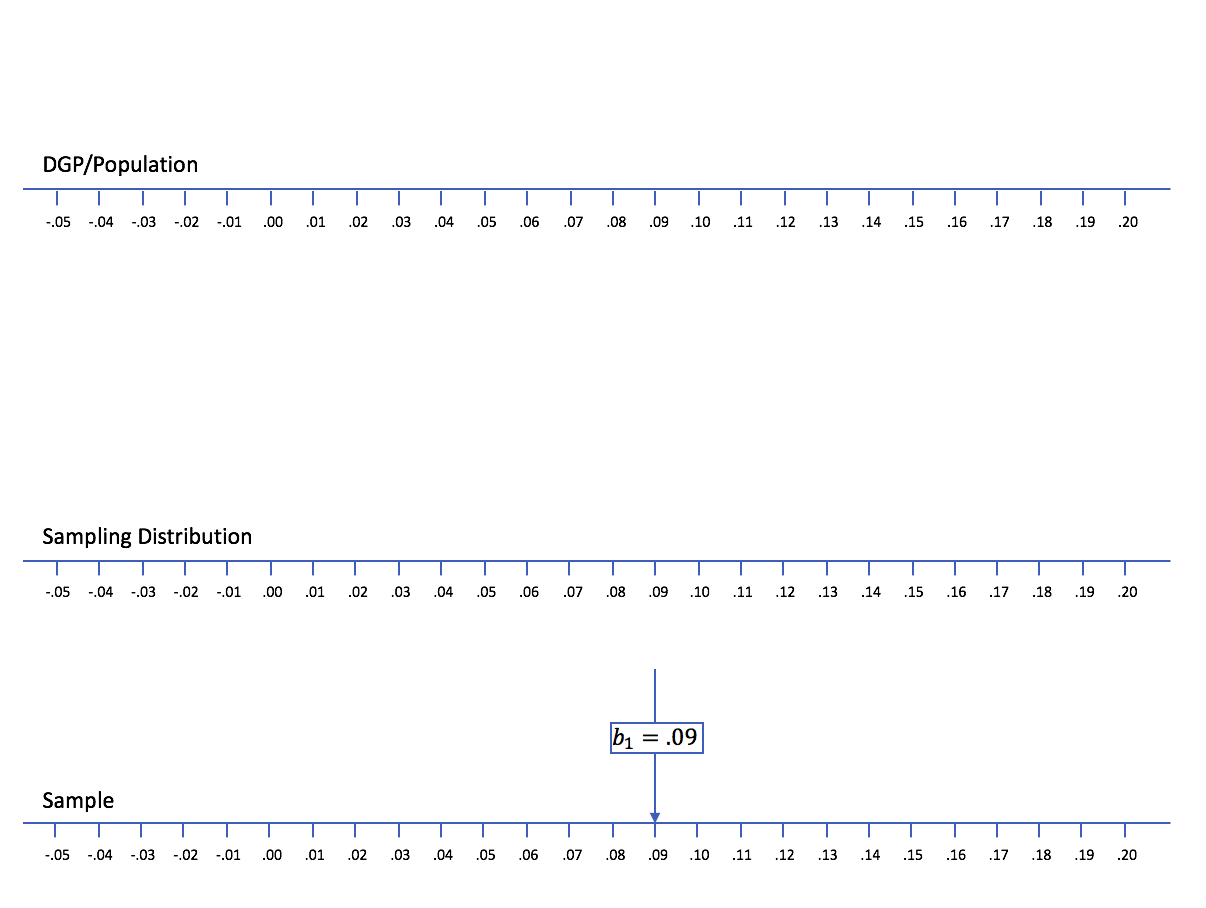 DGP/Population
-.05 -.04 -.03 -.02 -.01 .00 .01 .02 .03 .04 .05 .06 .07 .08 .09 .10 .11 .12 .13 .14 .15 .16 .17 .18 .19 .20
Sampling Distribution
-.05 -.04 -.03 -.02 -.01 .00 .01 .02 .03 .04 .05 .06 .07 .08 .09 .10 .11 .12 .13 .14 .15 .16 .17 .18 .19 .20
b₁ = .09
Sample
-.05 -.04 -.03 -.02 -.01 .00 .01 .02 .03 .04 .05 .06 .07 .08 .09 .10 .11 .12 .13 .14 .15 .16 .17 .18 .19 .20